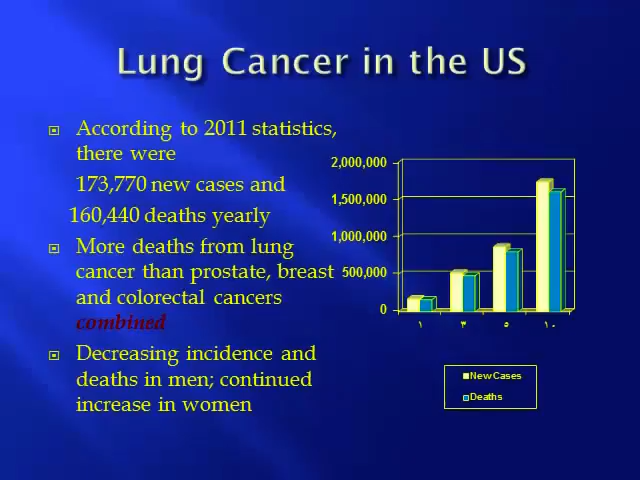 Lung Cancer in the US
According to 2011 statistics,
there were
173,770 new cases and
160,440 deaths yearly
More deaths from lung
cancer than prostate, breast
and colorectal cancers
combined
Decreasing incidence and
deaths in men; continued
increase in women
2,000,000
1,500,000
1,000,000
500,000
0
١ ٣ ٥ ١٠
New Cases
Deaths